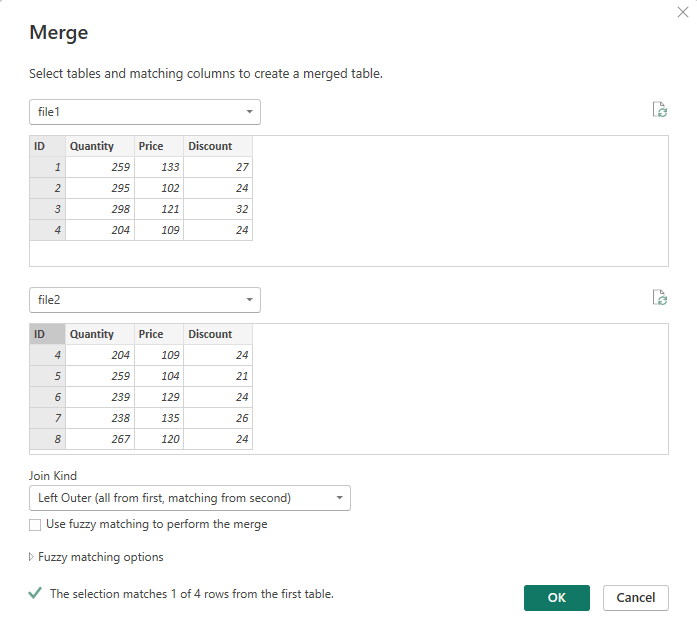 Merge
Select tables and matching columns to create a merged table.
file1
ID Quantity Price Discount
1 259 133 27
2 295 102 24
3 298 121 32
4 204 109 24
file2
ID Quantity Price Discount
4 204 109 24
5 259 104 21
6 239 129 24
7 238 135 26
8 267 120 24
Join Kind
Left Outer (all from first, matching from second)
Use fuzzy matching to perform the merge
Fuzzy matching options
The selection matches 1 of 4 rows from the first table.
OK Cancel